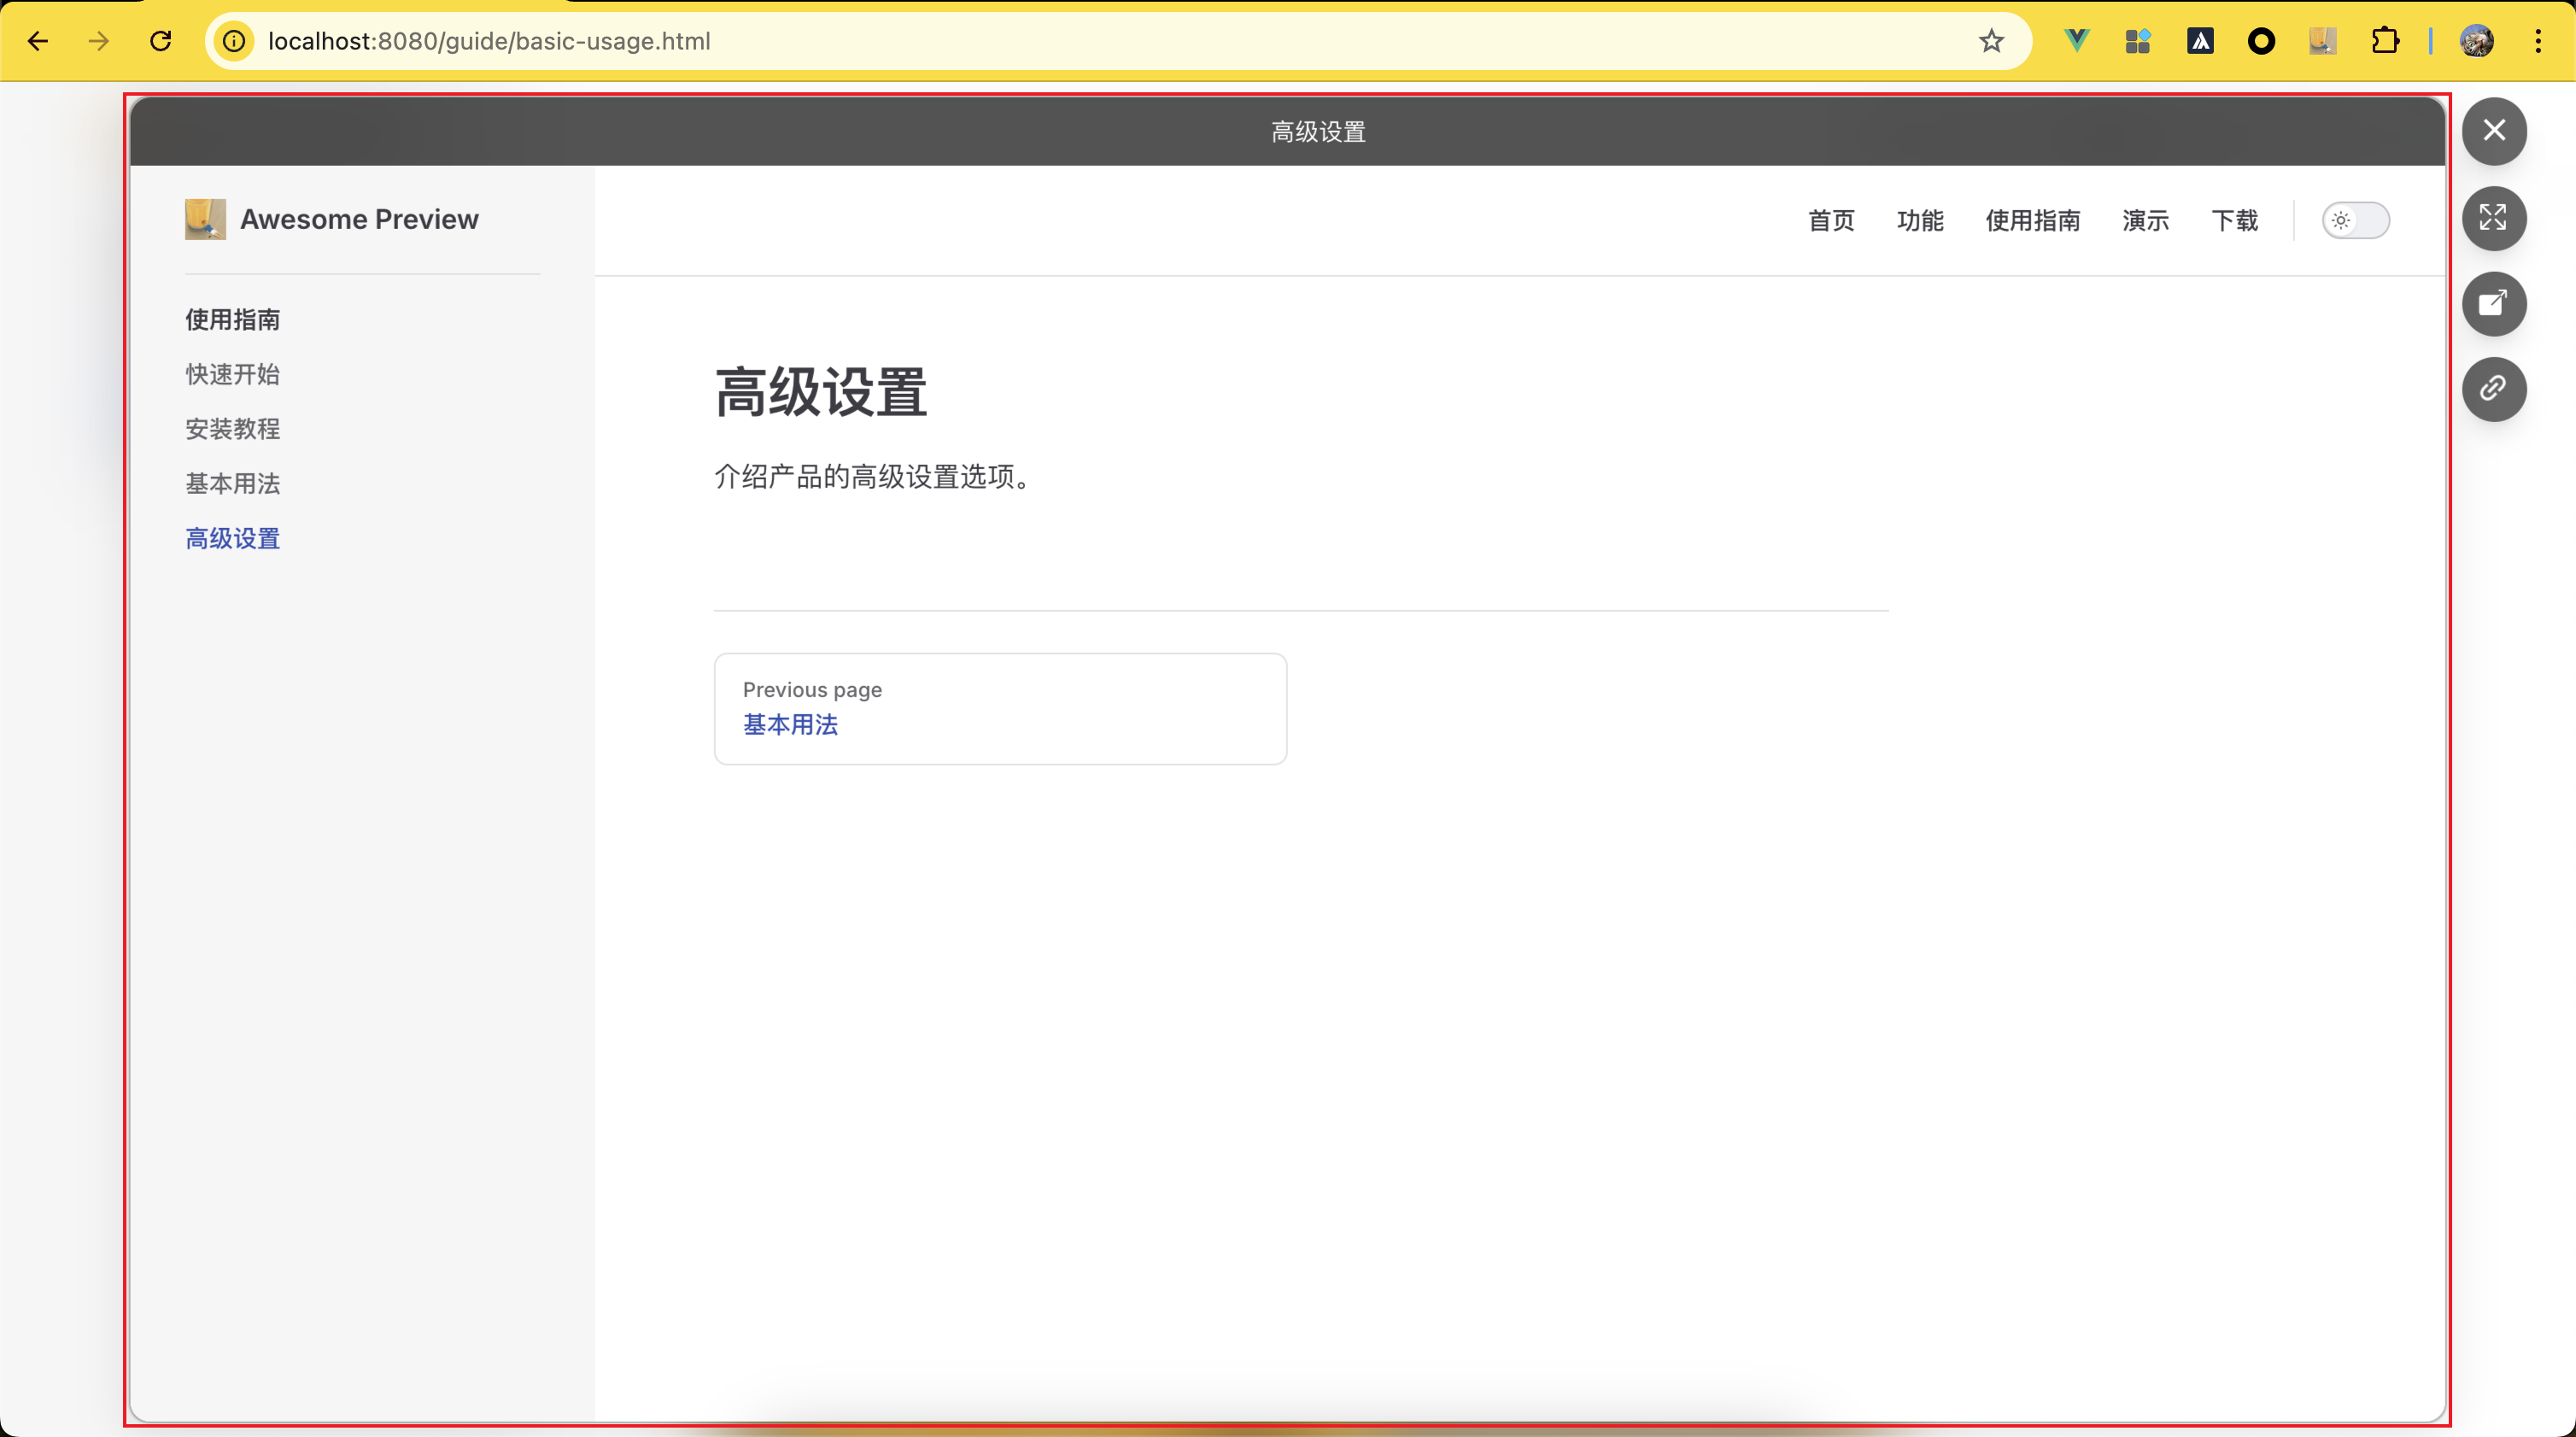 localhost:8080/guide/basic-usage.html
高级设置
Awesome Preview
首页 功能 使用指南 演示 下载
使用指南
快速开始
安装教程
基本用法
高级设置
高级设置
介绍产品的高级设置选项。
Previous page
基本用法